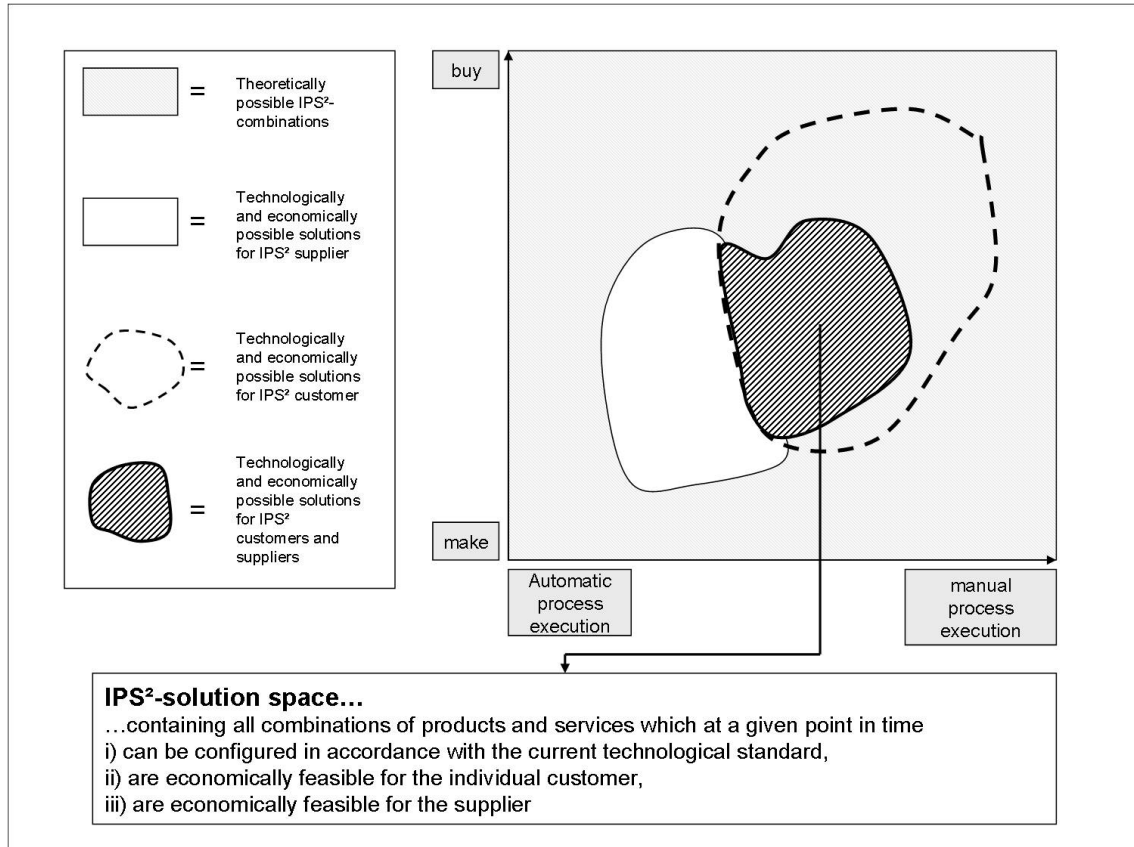 =
Theoretically
possible IPS²-
combinations
=
Technologically
and economically
possible solutions
for IPS² supplier
=
Technologically
and economically
possible solutions
for IPS² customer
=
Technologically
and economically
possible solutions
for IPS²
customers and
suppliers
buy
make
Automatic
process
execution
manual
process
execution
IPS²-solution space…
…containing all combinations of products and services which at a given point in time
i) can be configured in accordance with the current technological standard,
ii) are economically feasible for the individual customer,
iii) are economically feasible for the supplier